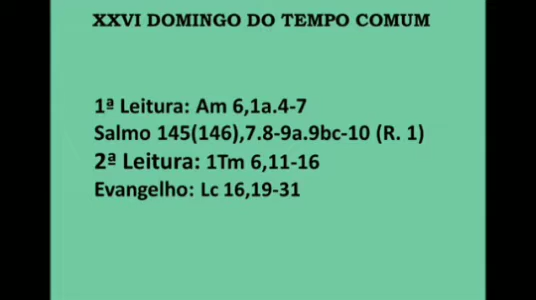 XXVI DOMINGO DO TEMPO COMUM
1ª Leitura: Am 6,1a.4-7
Salmo 145(146),7.8-9a.9bc-10 (R. 1)
2ª Leitura: 1Tm 6,11-16
Evangelho: Lc 16,19-31